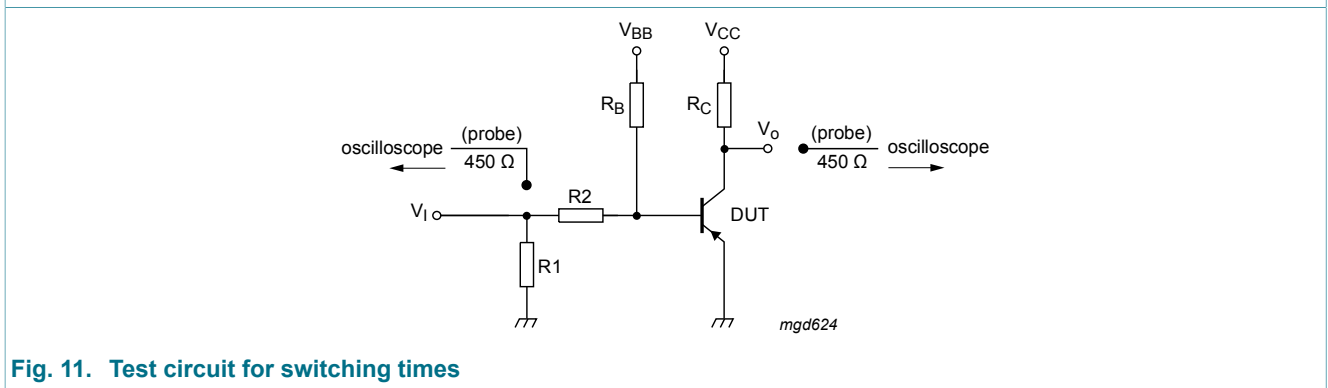 V_BB
V_CC
R_B
R_C
V_o
(probe)
450 Ω
oscilloscope
(probe)
450 Ω
oscilloscope
R2
V_I
DUT
R1
mgd624
Fig. 11. Test circuit for switching times